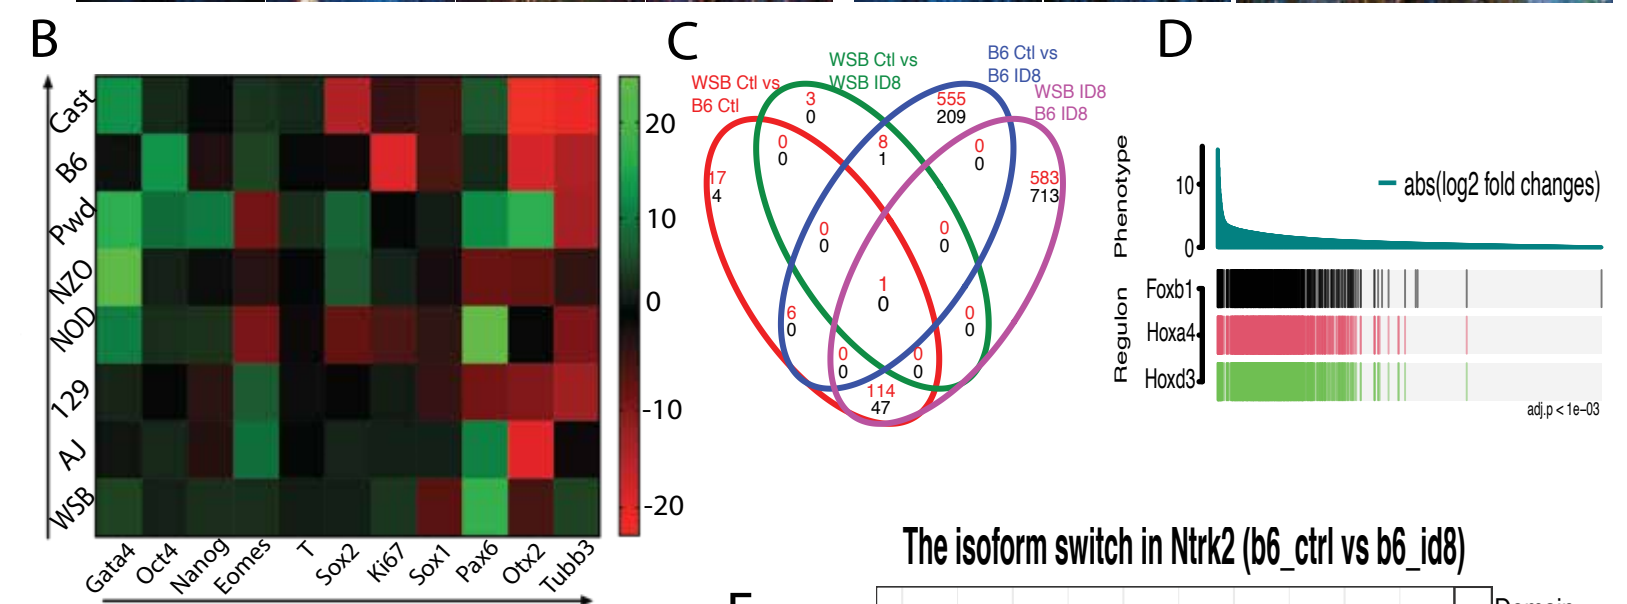 B
Cast
B6
Pwd
NZO
NOD
129
AJ
WSB
Gata4
Oct4
Nanog
Eomes
T
Sox2
Ki67
Sox1
Pax6
Otx2
Tubb3
20
10
0
-10
-20
C
WSB Ctl vs
B6 Ctl
WSB Ctl vs
WSB ID8
B6 Ctl vs
B6 ID8
WSB ID8
B6 ID8
3
0
555
209
0
0
8
1
0
0
17
4
583
713
0
0
0
0
1
0
6
0
0
0
0
0
0
0
114
47
D
Phenotype
10
0
abs(log2 fold changes)
Regulon
Foxb1
Hoxa4
Hoxd3
adj.p < 1e−03
The isoform switch in Ntrk2 (b6_ctrl vs b6_id8)